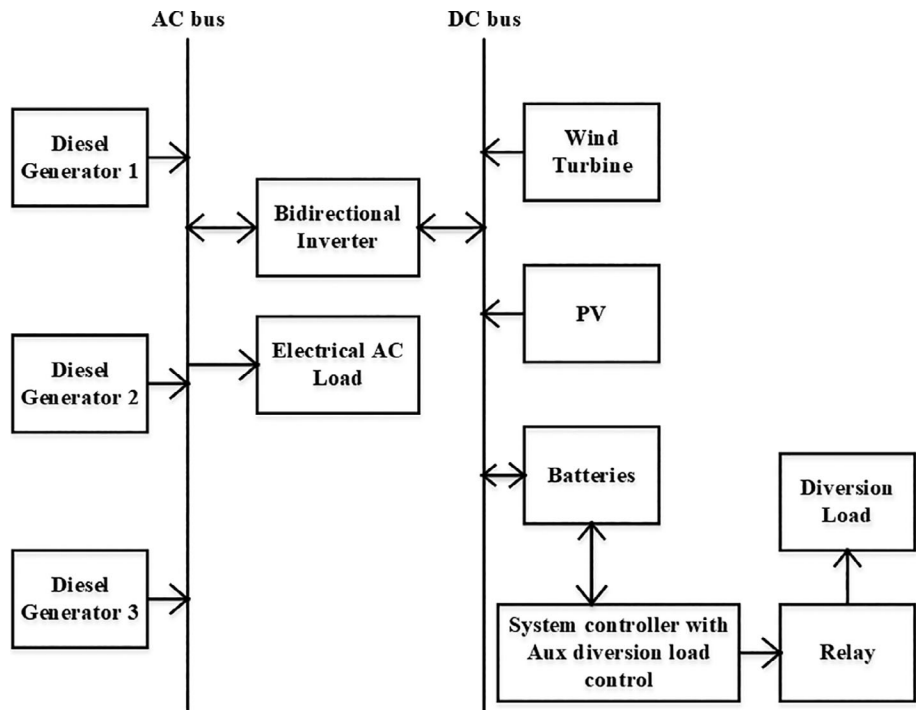 AC bus
DC bus
Diesel
Generator 1
Wind
Turbine
Bidirectional
Inverter
PV
Electrical AC
Load
Diesel
Generator 2
Batteries
Diversion
Load
Diesel
Generator 3
System controller with
Aux diversion load
control
Relay